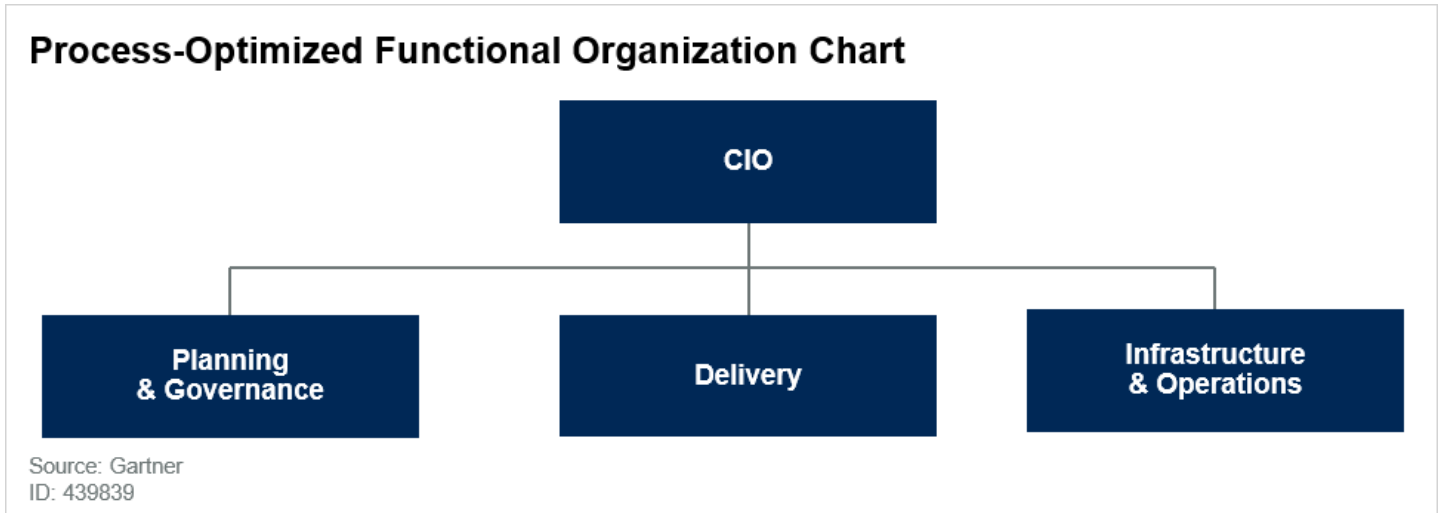 Process-Optimized Functional Organization Chart
CIO
Planning
& Governance
Delivery
Infrastructure
& Operations
Source: Gartner
ID: 439839